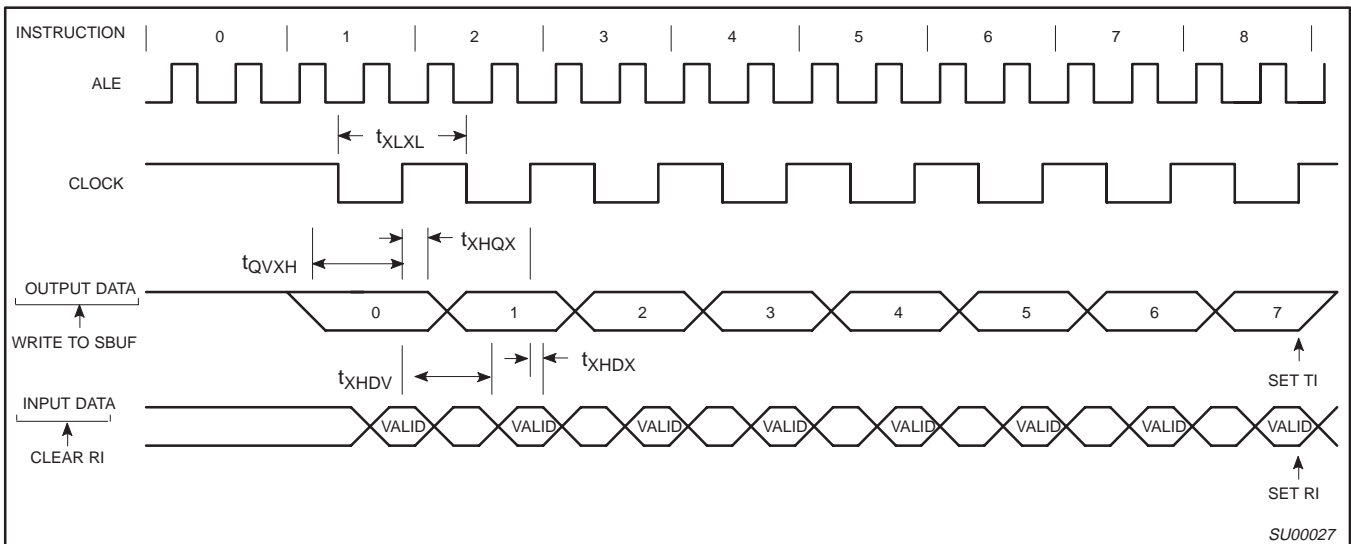 INSTRUCTION 0 1 2 3 4 5 6 7 8
ALE
tXLXL
CLOCK
tXHQX
tQVXH
OUTPUT DATA
0 1 2 3 4 5 6 7
WRITE TO SBUF
tXHDX
tXHDV
SET TI
INPUT DATA
VALID VALID VALID VALID VALID VALID VALID VALID
CLEAR RI
SET RI
SU00027